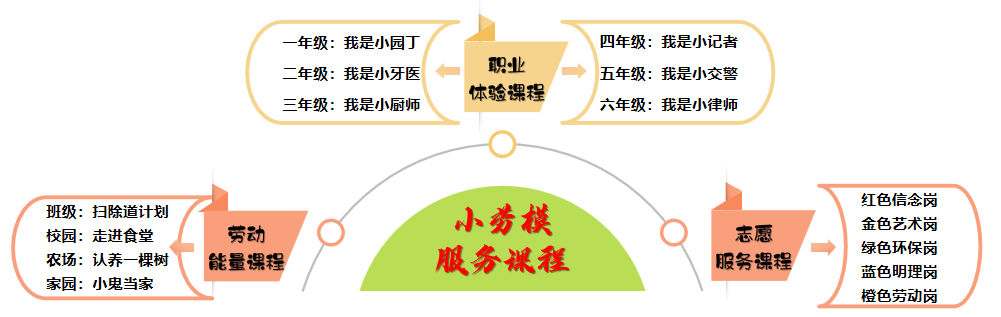 一年级：我是小园丁
二年级：我是小牙医
三年级：我是小厨师
职业
体验课程
四年级：我是小记者
五年级：我是小交警
六年级：我是小律师
班级：扫除道计划
校园：走进食堂
农场：认养一棵树
家园：小鬼当家
劳动
能量课程
小劳模
服务课程
志愿
服务课程
红色信念岗
金色艺术岗
绿色环保岗
蓝色明理岗
橙色劳动岗